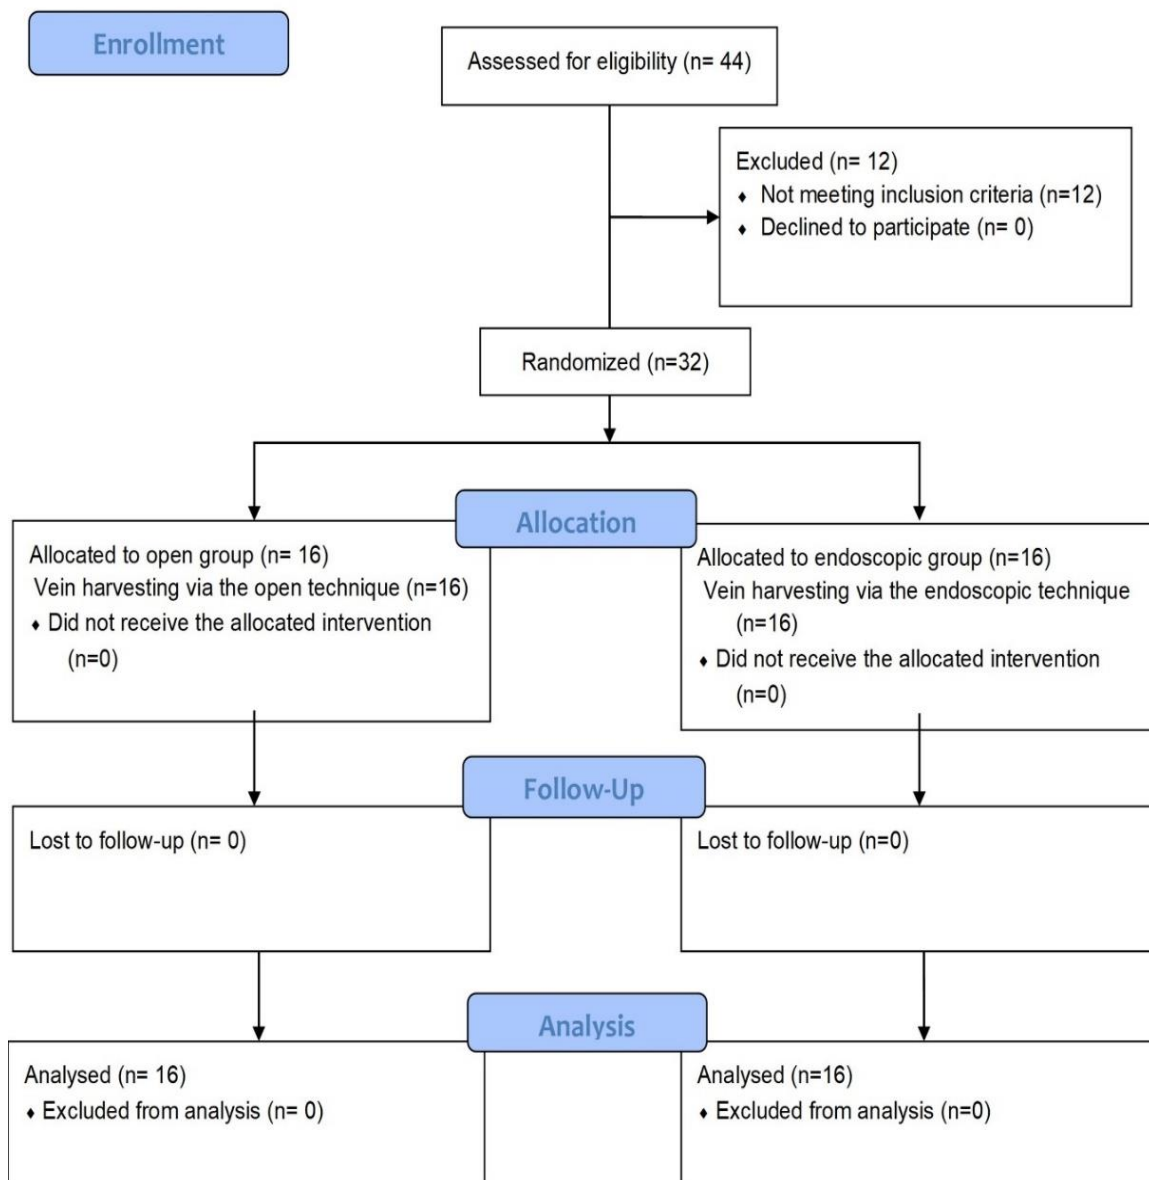 Enrollment
Assessed for eligibility (n= 44)
Excluded (n= 12)
♦ Not meeting inclusion criteria (n=12)
♦ Declined to participate (n= 0)
Randomized (n=32)
Allocation
Allocated to open group (n= 16)
Vein harvesting via the open technique (n=16)
♦ Did not receive the allocated intervention
(n=0)
Allocated to endoscopic group (n=16)
Vein harvesting via the endoscopic technique
(n=16)
♦ Did not receive the allocated intervention
(n=0)
Follow-Up
Lost to follow-up (n= 0)
Lost to follow-up (n=0)
Analysis
Analysed (n= 16)
♦ Excluded from analysis (n= 0)
Analysed (n=16)
♦ Excluded from analysis (n=0)